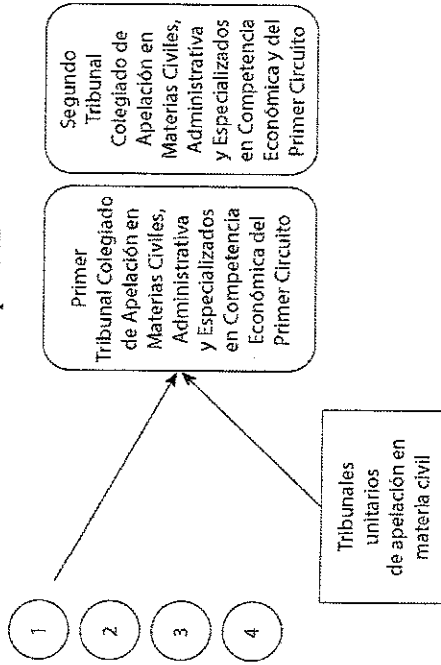 1
2
3
4
Primer
Tribunal Colegiado
de Apelación en
Materias Civiles,
Administrativa
y Especializados
en Competencia
Económica del
Primer Circuito
Segundo
Tribunal
Colegiado de
Apelación en
Materias Civiles,
Administrativa
y Especializados
en Competencia
Económica y del
Primer Circuito
Tribunales
unitarios
de apelación en
materia civil